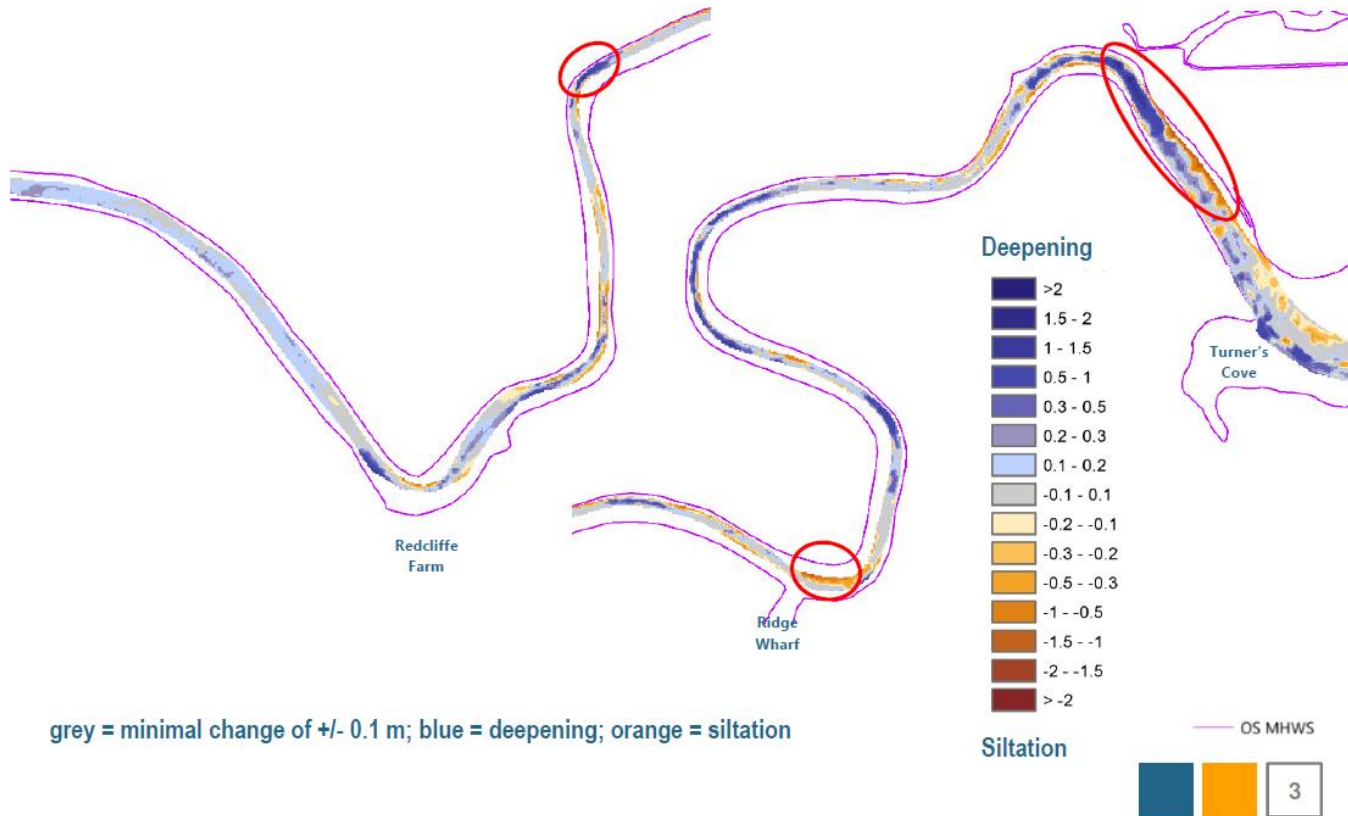 Deepening
>2
1.5 - 2
1 - 1.5
0.5 - 1
0.3 - 0.5
0.2 - 0.3
0.1 - 0.2
-0.1 - 0.1
-0.2 - -0.1
-0.3 - -0.2
-0.5 - -0.3
-1 - -0.5
-1.5 - -1
-2 - -1.5
> -2
Siltation
Turner's
Cove
Redcliffe
Farm
Ridge
Wharf
grey = minimal change of +/- 0.1 m; blue = deepening; orange = siltation
OS MHWS
3